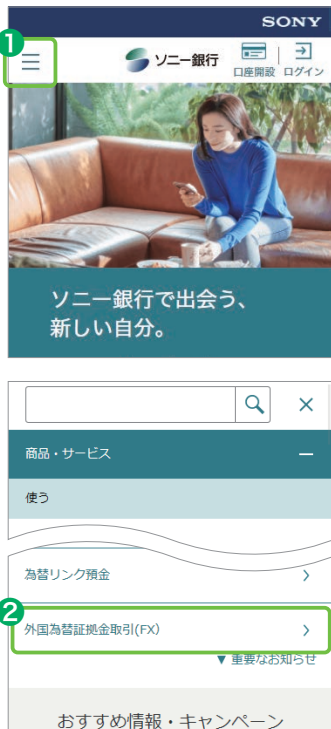 SONY
1
ソニー銀行
口座開設 ログイン
ソニー銀行で出会う、
新しい自分。
商品・サービス
使う
為替リンク預金
2
外国為替証拠金取引(FX)
▼ 重要なお知らせ
おすすめ情報・キャンペーン